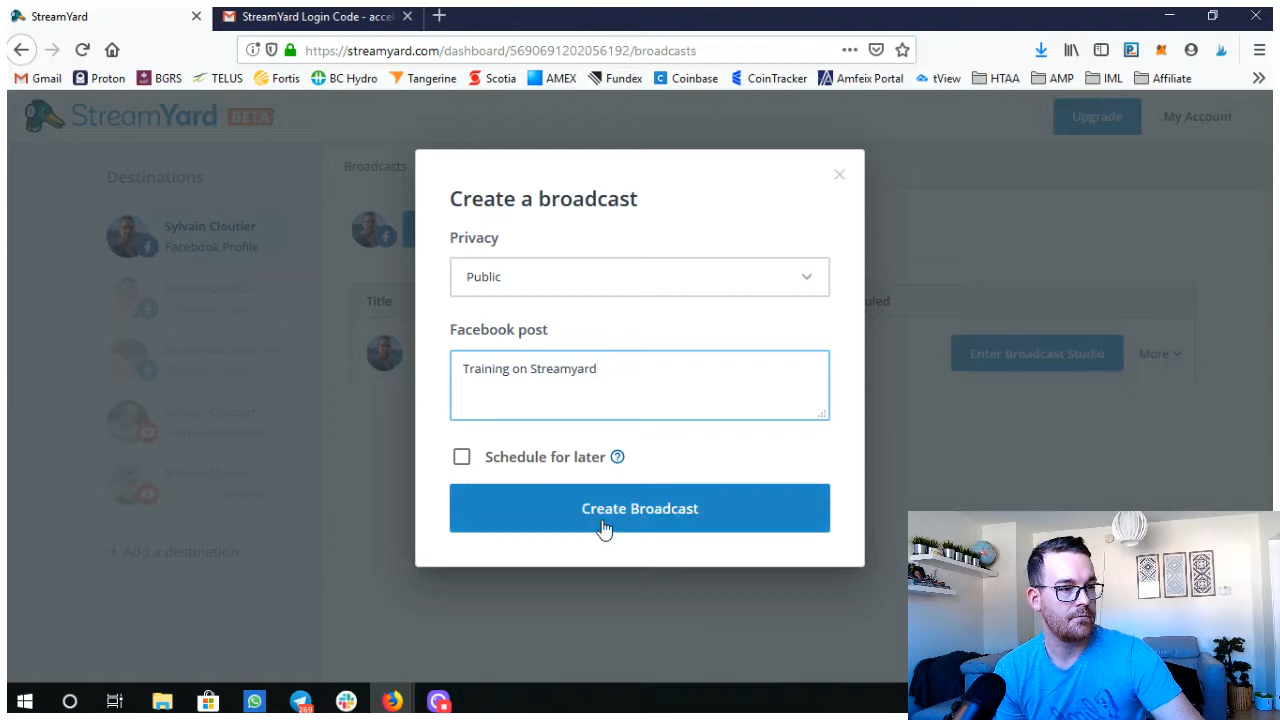 StreamYard
StreamYard Login Code - acce
https://streamyard.com/dashboard/5690691202056192/broadcasts
Gmail Proton BGRS TELUS Fortis BC Hydro Tangerine Scotia AMEX Fundex Coinbase CoinTracker Amfeix Portal tView HTAA AMP IML Affiliate
StreamYard BETA
Upgrade My Account
Destinations
Broadcasts
Create a broadcast
Sylvain Cloutier
Facebook Profile
Privacy
Public
Title
Facebook post
Training on Streamyard
Enter Broadcast Studio More
Schedule for later ?
Create Broadcast
+ Add a destination
269